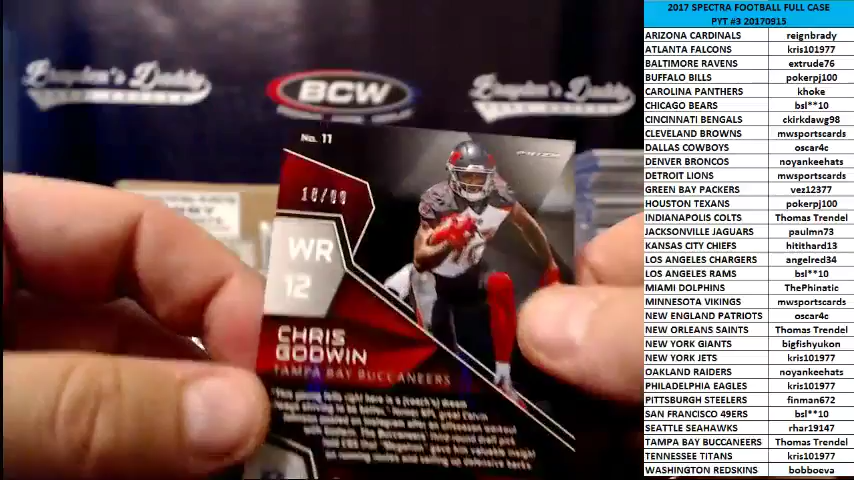 2017 SPECTRA FOOTBALL FULL CASE
PYT #3 20170915
ARIZONA CARDINALS reignbrady
ATLANTA FALCONS kris101977
BALTIMORE RAVENS extrude76
BUFFALO BILLS pokerpj100
CAROLINA PANTHERS khoke
CHICAGO BEARS bsl**10
CINCINNATI BENGALS ckirkdawg98
CLEVELAND BROWNS mwsportscards
DALLAS COWBOYS oscar4c
DENVER BRONCOS noyankeehats
DETROIT LIONS mwsportscards
GREEN BAY PACKERS vez12377
HOUSTON TEXANS pokerpj100
INDIANAPOLIS COLTS Thomas Trendel
JACKSONVILLE JAGUARS paulmn73
KANSAS CITY CHIEFS hitithard13
LOS ANGELES CHARGERS angelred34
LOS ANGELES RAMS bsl**10
MIAMI DOLPHINS ThePhinatic
MINNESOTA VIKINGS mwsportscards
NEW ENGLAND PATRIOTS oscar4c
NEW ORLEANS SAINTS Thomas Trendel
NEW YORK GIANTS bigfishyukon
NEW YORK JETS kris101977
OAKLAND RAIDERS noyankeehats
PHILADELPHIA EAGLES kris101977
PITTSBURGH STEELERS finman672
SAN FRANCISCO 49ERS bsl**10
SEATTLE SEAHAWKS rhar19147
TAMPA BAY BUCCANEERS Thomas Trendel
TENNESSEE TITANS kris101977
WASHINGTON REDSKINS bobboeva
Brayden's Daddy
BCW
Brayden's Daddy
No. 11
PRIZM
WR
12
CHRIS
GODWIN
TAMPA BAY BUCCANEERS